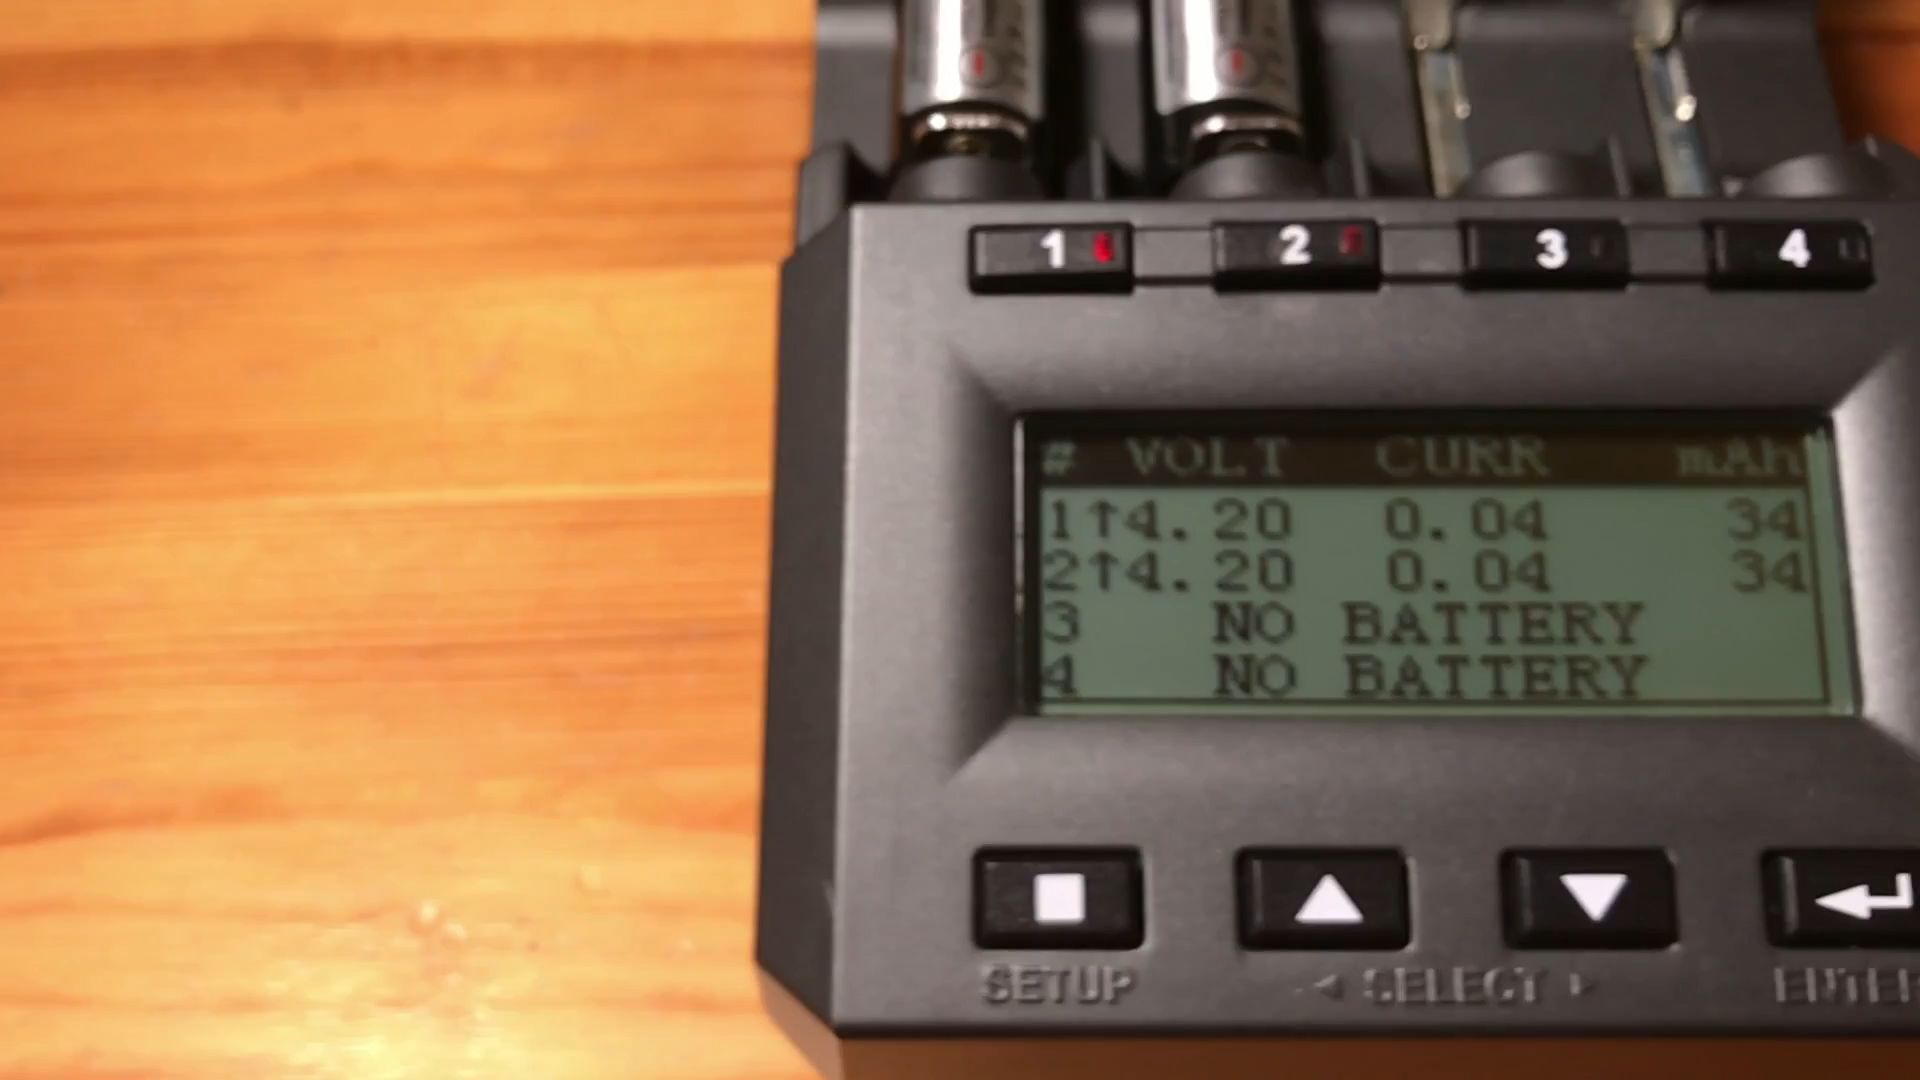 1 2 3 4
# VOLT CURR mAh
1↑4.20 0.04 34
2↑4.20 0.04 34
3 NO BATTERY
4 NO BATTERY
SETUP ◄ SELECT ► ENTER